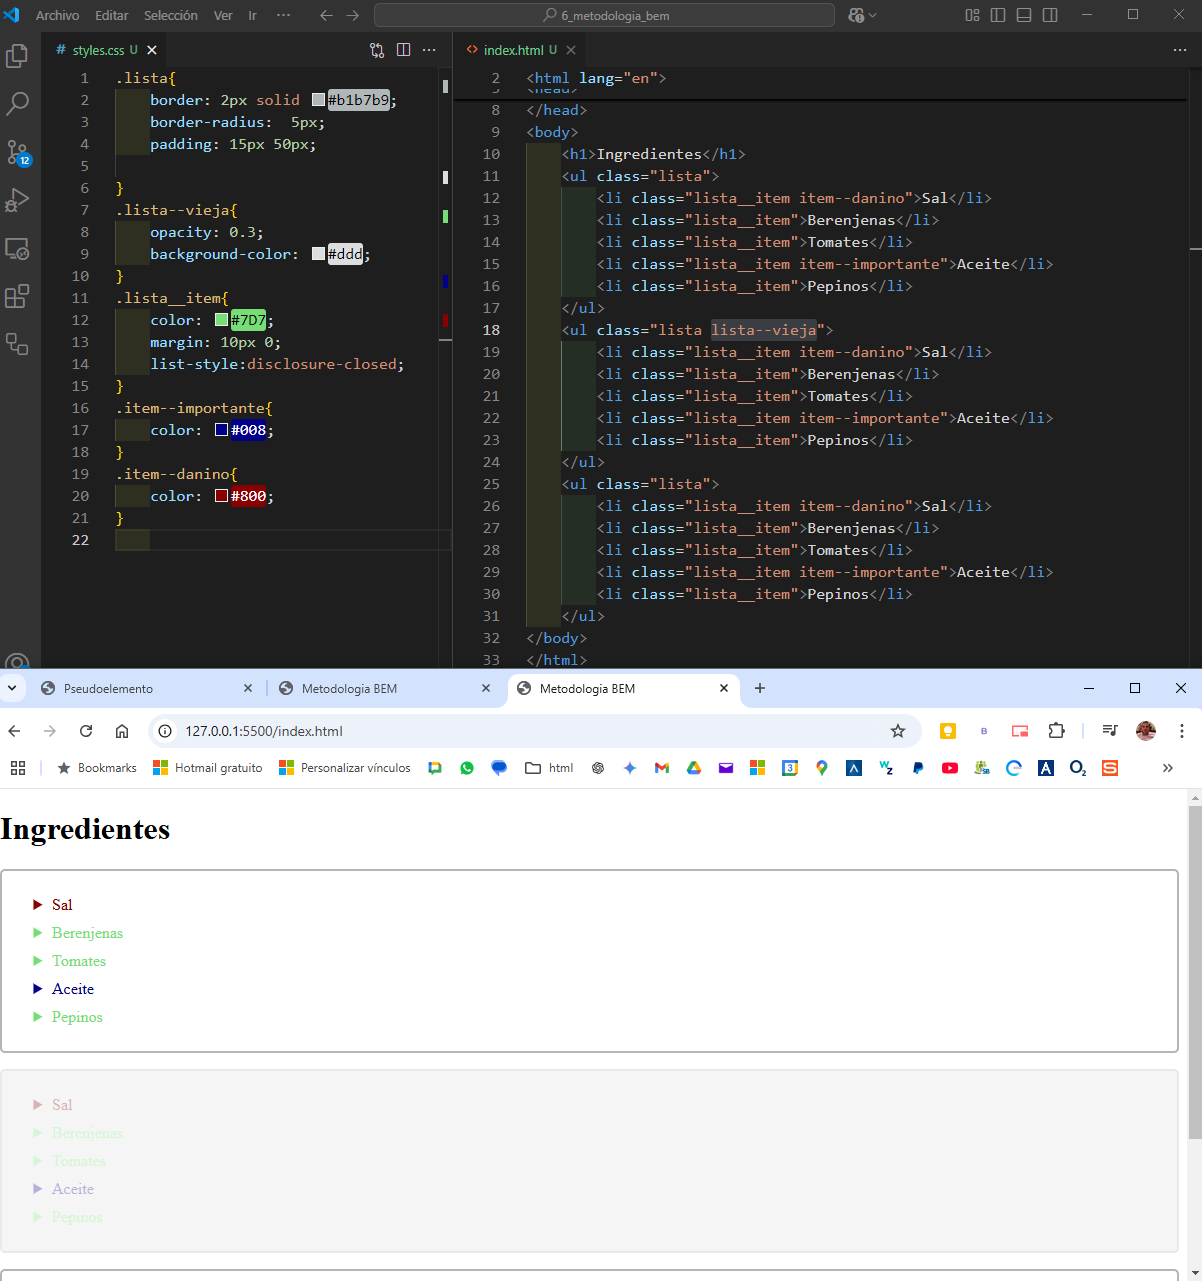 Archivo Editar Selección Ver Ir ··· 6_metodologia_bem
# styles.css U
1 .lista{
2 border: 2px solid #b1b7b9;
3 border-radius:  5px;
4 padding: 15px 50px;
5
6 }
7 .lista--vieja{
8 opacity: 0.3;
9 background-color: #ddd;
10 }
11 .lista__item{
12 color: #7D7;
13 margin: 10px 0;
14 list-style:disclosure-closed;
15 }
16 .item--importante{
17 color: #008;
18 }
19 .item--danino{
20 color: #800;
21 }
22
12
<> index.html U
2 <html lang="en">
8 </head>
9 <body>
10 <h1>Ingredientes</h1>
11 <ul class="lista">
12 <li class="lista__item item--danino">Sal</li>
13 <li class="lista__item">Berenjenas</li>
14 <li class="lista__item">Tomates</li>
15 <li class="lista__item item--importante">Aceite</li>
16 <li class="lista__item">Pepinos</li>
17 </ul>
18 <ul class="lista lista--vieja">
19 <li class="lista__item item--danino">Sal</li>
20 <li class="lista__item">Berenjenas</li>
21 <li class="lista__item">Tomates</li>
22 <li class="lista__item item--importante">Aceite</li>
23 <li class="lista__item">Pepinos</li>
24 </ul>
25 <ul class="lista">
26 <li class="lista__item item--danino">Sal</li>
27 <li class="lista__item">Berenjenas</li>
28 <li class="lista__item">Tomates</li>
29 <li class="lista__item item--importante">Aceite</li>
30 <li class="lista__item">Pepinos</li>
31 </ul>
32 </body>
33 </html>
Pseudoelemento Metodologia BEM Metodologia BEM
127.0.0.1:5500/index.html
Bookmarks Hotmail gratuito Personalizar vínculos html
Ingredientes
Sal
Berenjenas
Tomates
Aceite
Pepinos
Sal
Berenjenas
Tomates
Aceite
Pepinos